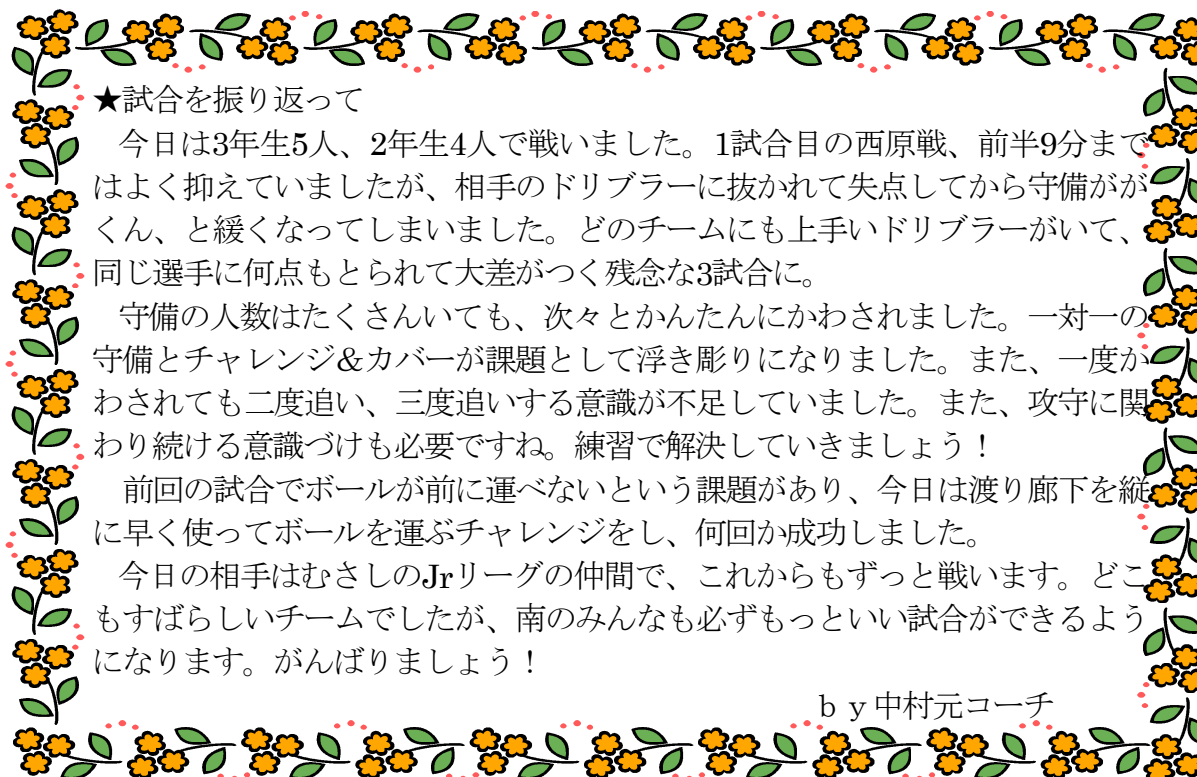 ★試合を振り返って
今日は3年生5人、2年生4人で戦いました。1試合目の西原戦、前半9分まで
はよく抑えていましたが、相手のドリブラーに抜かれて失点してから守備がが
くん、と緩くなってしまいました。どのチームにも上手いドリブラーがいて、
同じ選手に何点もとられて大差がつく残念な3試合に。
守備の人数はたくさんいても、次々とかんたんにかわされました。一対一の
守備とチャレンジ&カバーが課題として浮き彫りになりました。また、一度か
わされても二度追い、三度追いする意識が不足していました。また、攻守に関
わり続ける意識づけも必要ですね。練習で解決していきましょう！
前回の試合でボールが前に運べないという課題があり、今日は渡り廊下を縦
に早く使ってボールを運ぶチャレンジをし、何回か成功しました。
今日の相手はむさしのJrリーグの仲間で、これからもずっと戦います。どこ
もすばらしいチームでしたが、南のみんなも必ずもっといい試合ができるよう
になります。がんばりましょう！
ｂｙ中村元コーチ